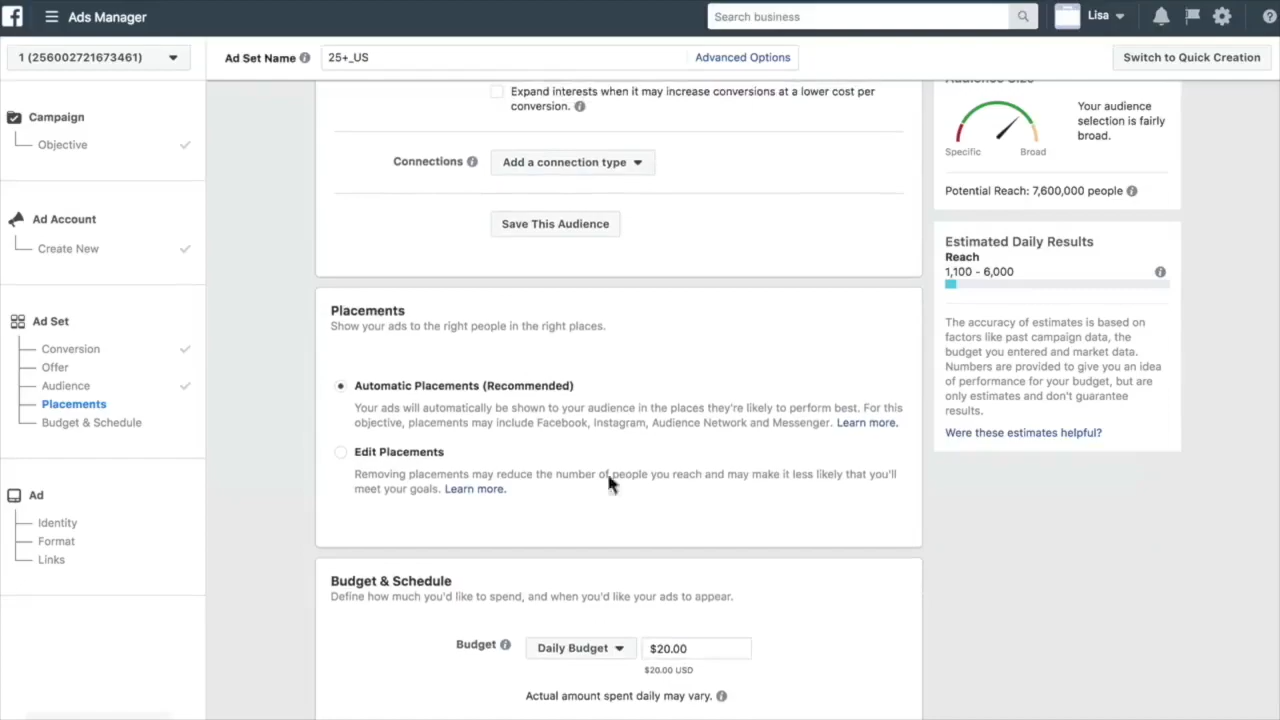 Ads Manager
Search business
Lisa
1 (256002721673461)
Ad Set Name
25+_US
Advanced Options
Switch to Quick Creation
Campaign
Objective
Ad Account
Create New
Ad Set
Conversion
Offer
Audience
Placements
Budget & Schedule
Ad
Identity
Format
Links
Expand interests when it may increase conversions at a lower cost per
conversion.
Connections
Add a connection type
Save This Audience
Placements
Show your ads to the right people in the right places.
Automatic Placements (Recommended)
Your ads will automatically be shown to your audience in the places they're likely to perform best. For this
objective, placements may include Facebook, Instagram, Audience Network and Messenger. Learn more.
Edit Placements
Removing placements may reduce the number of people you reach and may make it less likely that you'll
meet your goals. Learn more.
Budget & Schedule
Define how much you'd like to spend, and when you'd like your ads to appear.
Budget
Daily Budget
$20.00
$20.00 USD
Actual amount spent daily may vary.
Audience Size
Your audience
selection is fairly
broad.
Specific
Broad
Potential Reach: 7,600,000 people
Estimated Daily Results
Reach
1,100 - 6,000
The accuracy of estimates is based on
factors like past campaign data, the
budget you entered and market data.
Numbers are provided to give you an idea
of performance for your budget, but are
only estimates and don't guarantee
results.
Were these estimates helpful?